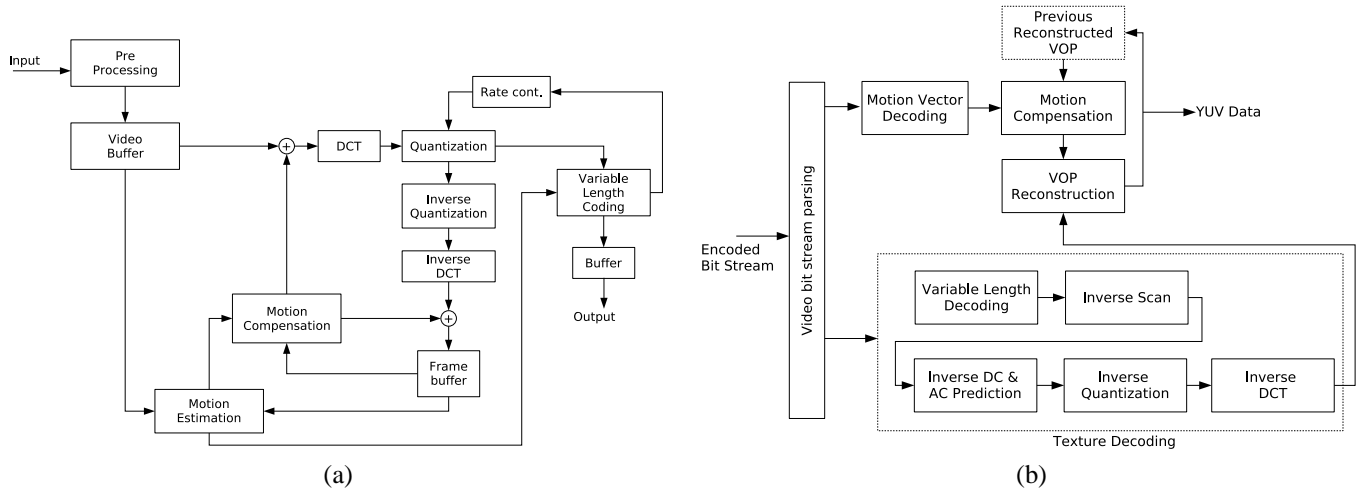 Input
Pre
Processing
Video
Buffer
DCT
Rate cont.
Quantization
Inverse
Quantization
Inverse
DCT
Variable
Length
Coding
Buffer
Output
Motion
Compensation
Frame
buffer
Motion
Estimation
(a)
Previous
Reconstructed
VOP
Motion Vector
Decoding
Motion
Compensation
YUV Data
VOP
Reconstruction
Encoded
Bit Stream
Video bit stream parsing
Variable Length
Decoding
Inverse Scan
Inverse DC &
AC Prediction
Inverse
Quantization
Inverse
DCT
Texture Decoding
(b)